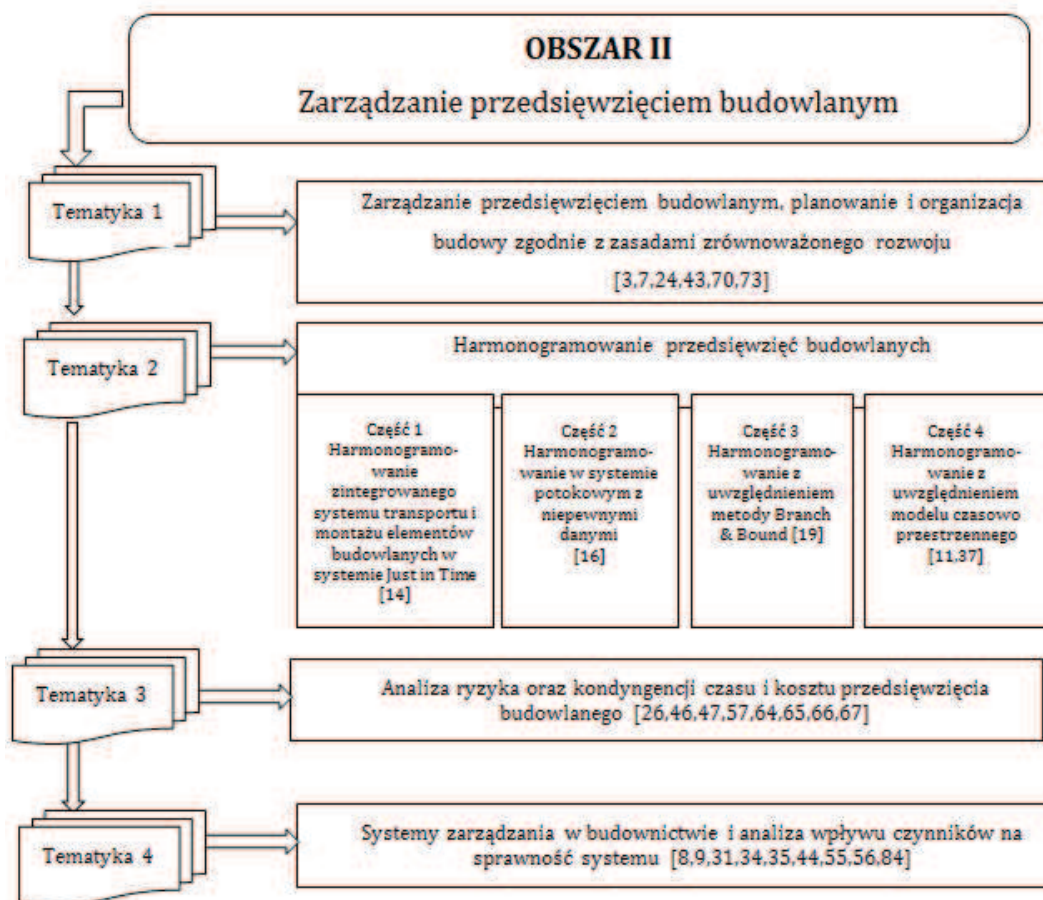 OBSZAR II
Zarządzanie przedsięwzięciem budowlanym
Tematyka 1
Zarządzanie przedsięwzięciem budowlanym, planowanie i organizacja
budowy zgodnie z zasadami zrównoważonego rozwoju
[3,7,24,43,70,73]
Tematyka 2
Harmonogramowanie przedsięwzięć budowlanych
Część 1
Harmonogramo-
wanie
zintegrowanego
systemu transportu i
montażu elementów
budowlanych w
systemie Just in Time
[14]
Część 2
Harmonogramo-
wanie w systemie
potokowym z
niepewnymi
danymi
[16]
Część 3
Harmonogramo-
wanie z
uwzględnieniem
metody Branch
& Bound [19]
Część 4
Harmonogramo-
wanie z
uwzględnieniem
modelu czasowo
przestrzennego
[11,37]
Tematyka 3
Analiza ryzyka oraz kondyngencji czasu i kosztu przedsięwzięcia
budowlanego [26,46,47,57,64,65,66,67]
Tematyka 4
Systemy zarządzania w budownictwie i analiza wpływu czynników na
sprawność systemu [8,9,31,34,35,44,55,56,84]